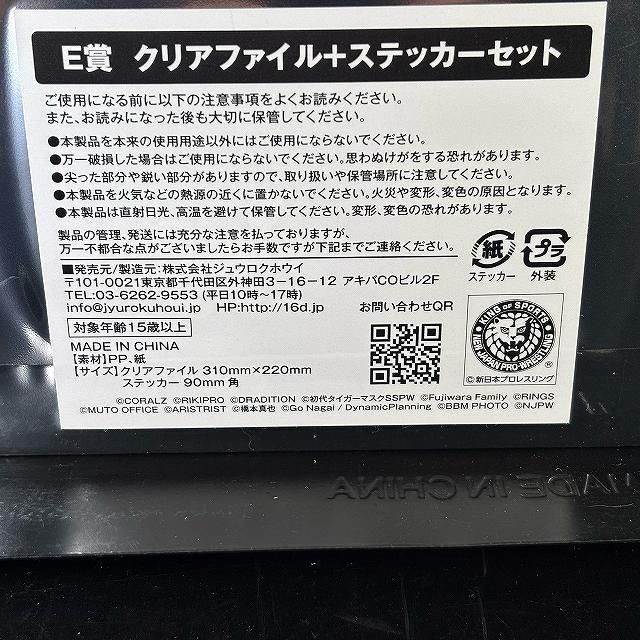 E賞 クリアファイル+ステッカーセット
ご使用になる前に以下の注意事項をよくお読みください。
また、お読みになった後も大切に保管してください。
●本製品を本来の使用用途以外にはご使用にならないでください。
●万一破損した場合はご使用にならないでください。思わぬけがをする恐れがあります。
●尖った部分や鋭い部分がありますので、取り扱いや保管場所に注意してください。
●本製品を火気などの熱源の近くに置かないでください。火災や変形、変色の原因となります。
●本製品は直射日光、高温を避けて保管してください。変形、変色の恐れがあります。
製品の管理、発送には充分な注意を払っておりますが、
万一不都合な点がございましたらお手数ですが下記までご連絡ください。
紙
ステッカー
プラ
外装
■発売元/製造元:株式会社ジュウロクホウイ
〒101-0021東京都千代田区外神田3-16-12 アキバCOビル2F
TEL:03-6262-9553 (平日10時〜17時)
info@jyurokuhoui.jp HP:http://16d.jp
お問い合わせQR
対象年齢15歳以上
MADE IN CHINA
【素材】PP、紙
【サイズ】クリアファイル 310mm×220mm
ステッカー 90mm角
KING OF SPORTS
NEW JAPAN PRO-WRESTLING
®
©新日本プロレスリング
©CORALZ ©RIKIPRO ©DRADITION ©初代タイガーマスクSSPW ©Fujiwara Family ©RINGS
©MUTO OFFICE ©ARISTRIST ©橋本真也 ©Go Nagai / DynamicPlanning ©BBM PHOTO ©NJPW
MADE IN CHINA